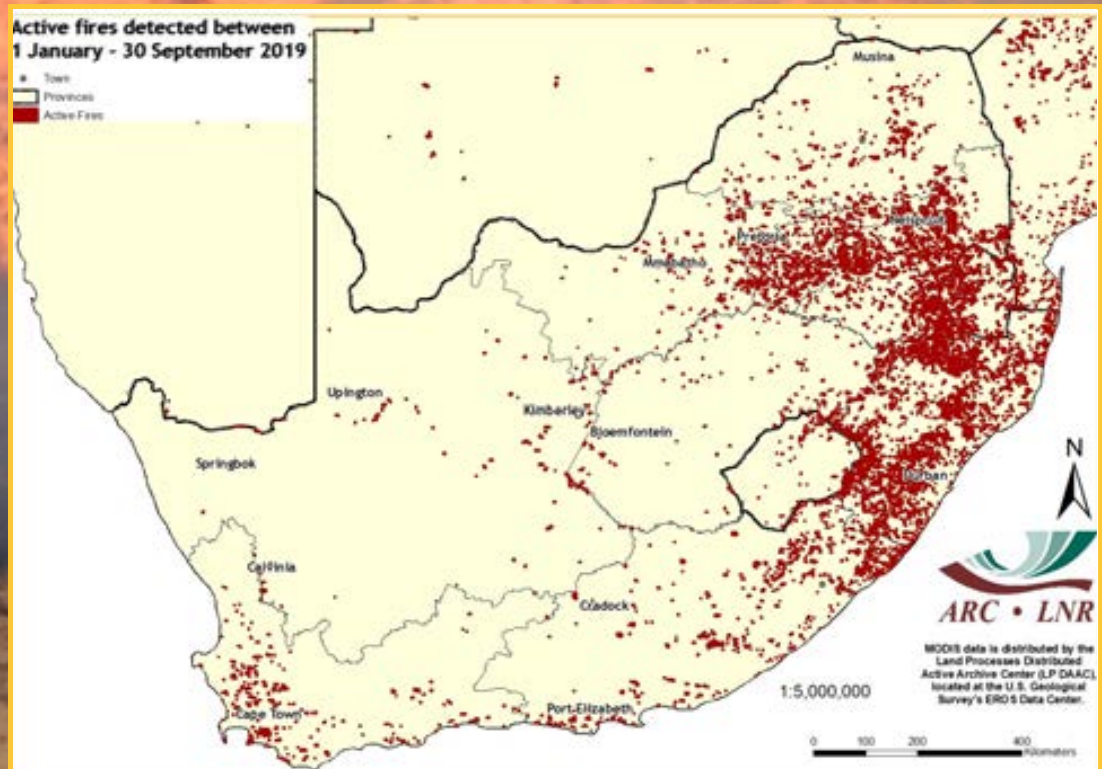 Active fires detected between
1 January - 30 September 2019
Town
Provinces
Active Fires
Musina
Nelspruit
Pretoria
Mmabatho
Upington
Kimberley
Bloemfontein
Springbok
Durban
N
Calvinia
Cradock
ARC • LNR
MODIS data is distributed by the
Land Processes Distributed
Active Archive Center (LP DAAC),
located at the U.S. Geological
Survey's EROS Data Center.
1:5,000,000
Port Elizabeth
Cape Town
0 100 200 400
Kilometers